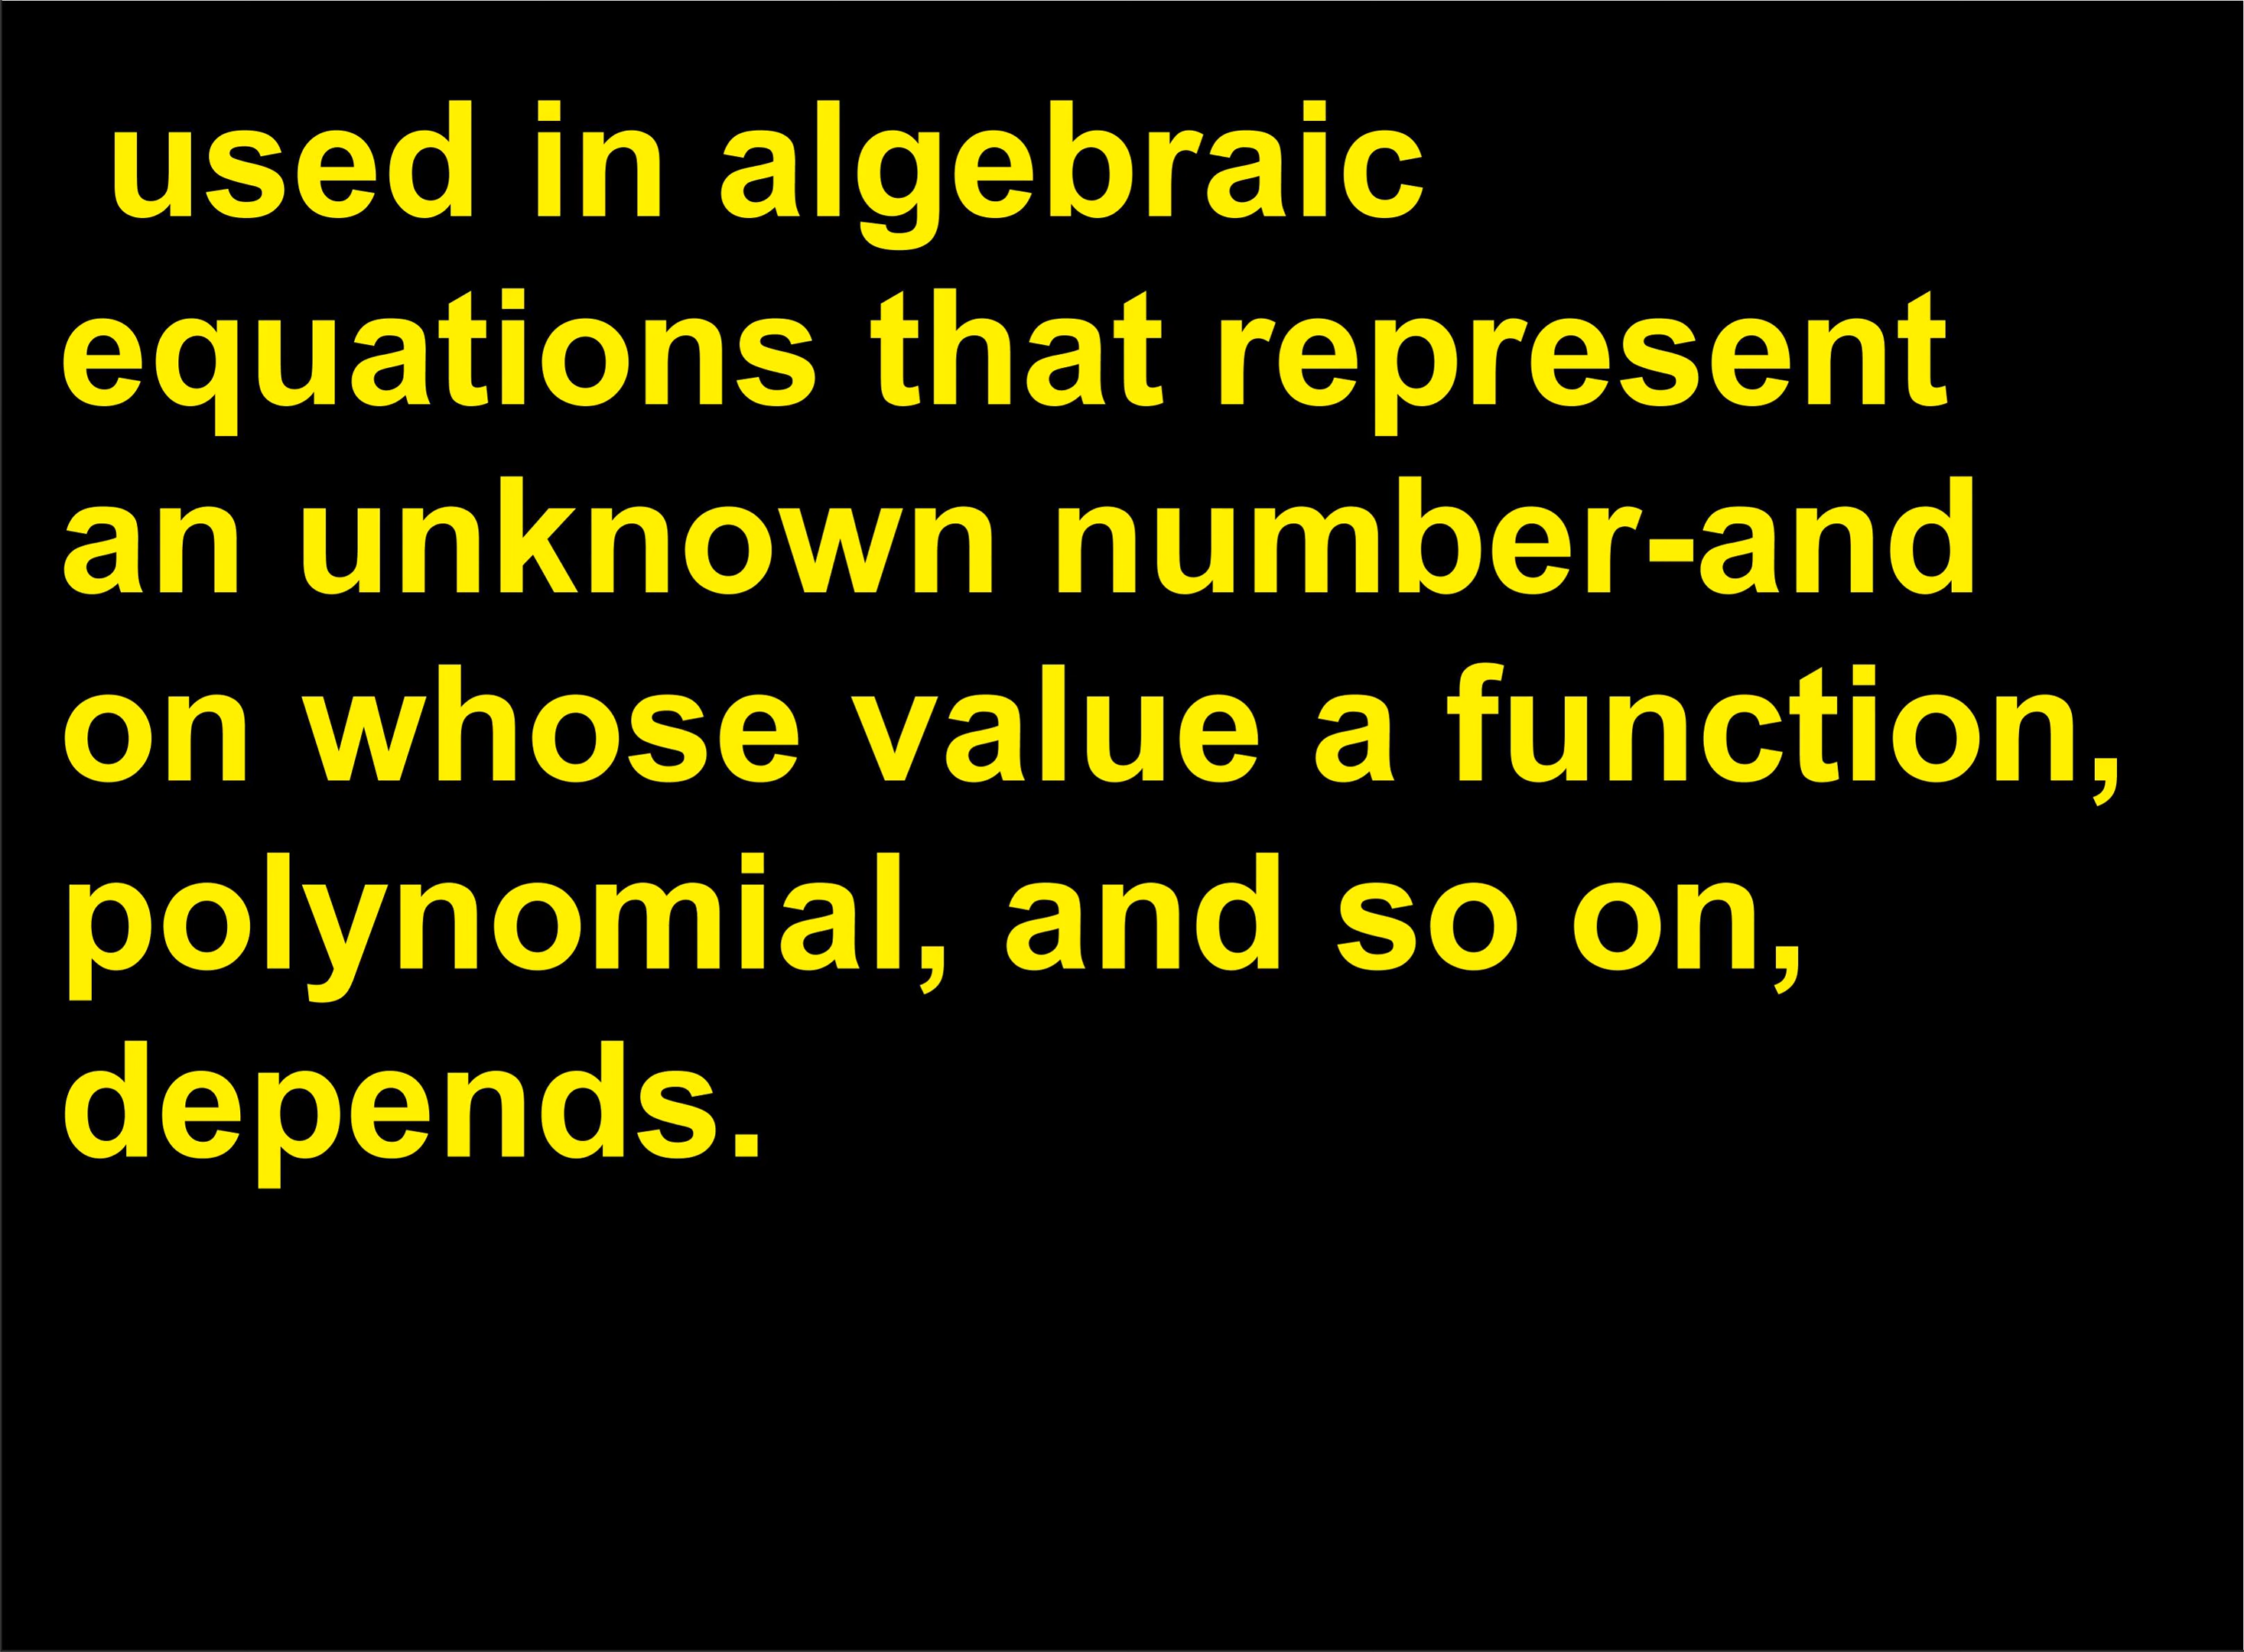 used in algebraic
equations that represent
an unknown number-and
on whose value a function,
polynomial, and so on,
depends.